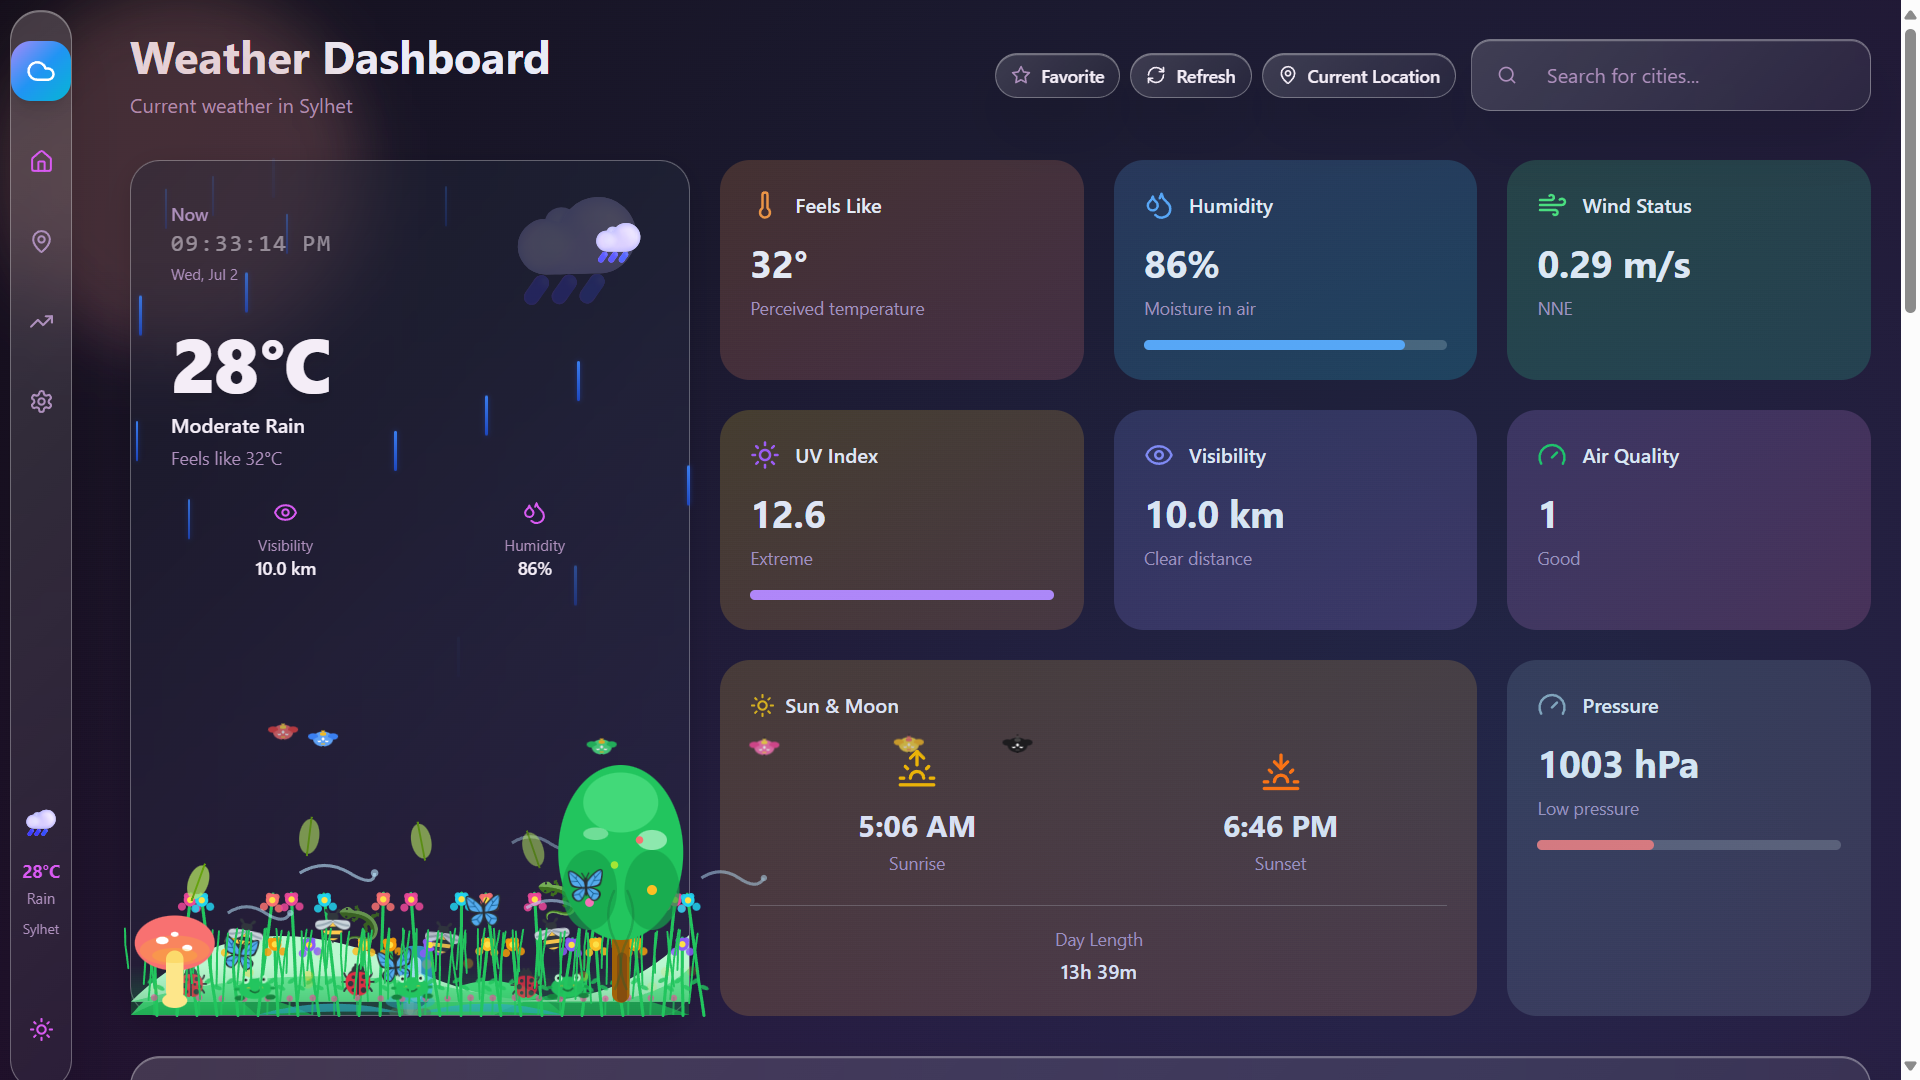 Weather Dashboard
Current weather in Sylhet
Favorite
Refresh
Current Location
Search for cities...
Now
09:33:14 PM
Wed, Jul 2
28°C
Moderate Rain
Feels like 32°C
Visibility
10.0 km
Humidity
86%
Feels Like
32°
Perceived temperature
Humidity
86%
Moisture in air
Wind Status
0.29 m/s
NNE
UV Index
12.6
Extreme
Visibility
10.0 km
Clear distance
Air Quality
1
Good
Sun & Moon
5:06 AM
Sunrise
6:46 PM
Sunset
Day Length
13h 39m
Pressure
1003 hPa
Low pressure
28°C
Rain
Sylhet